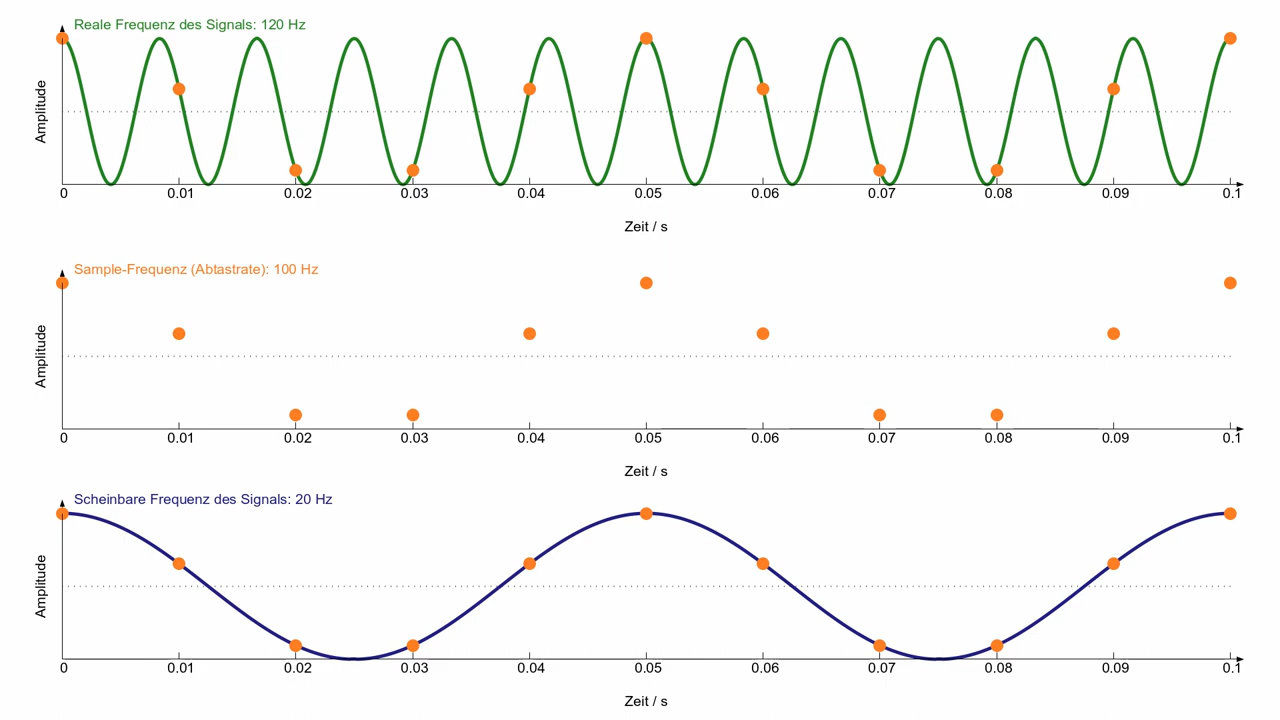 Reale Frequenz des Signals: 120 Hz
Amplitude
0 0.01 0.02 0.03 0.04 0.05 0.06 0.07 0.08 0.09 0.1
Zeit / s
Sample-Frequenz (Abtastrate): 100 Hz
Amplitude
0 0.01 0.02 0.03 0.04 0.05 0.06 0.07 0.08 0.09 0.1
Zeit / s
Scheinbare Frequenz des Signals: 20 Hz
Amplitude
0 0.01 0.02 0.03 0.04 0.05 0.06 0.07 0.08 0.09 0.1
Zeit / s